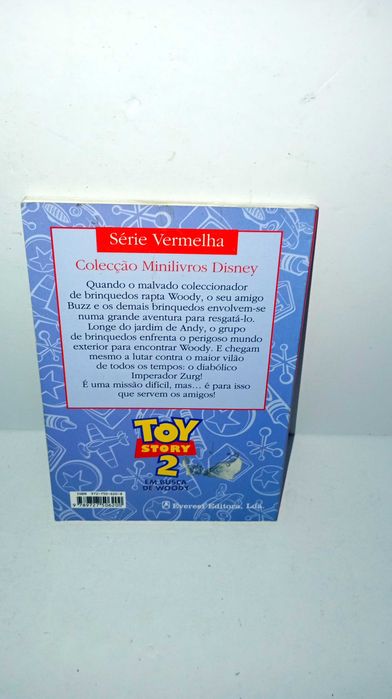 Série Vermelha
Colecção Minilivros Disney
Quando o malvado coleccionador
de brinquedos rapta Woody, o seu amigo
Buzz e os demais brinquedos envolvem-se
numa grande aventura para resgatá-lo.
Longe do jardim de Andy, o grupo
de brinquedos enfrenta o perigoso mundo
exterior para encontrar Woody. E chegam
mesmo a lutar contra o maior vilão
de todos os tempos: o diabólico
Imperador Zurg!
É uma missão difícil, mas... é para isso
que servem os amigos!
TOY
STORY
2
EM BUSCA
DE WOODY
9 789727 506200
Everest Editora, Lda.